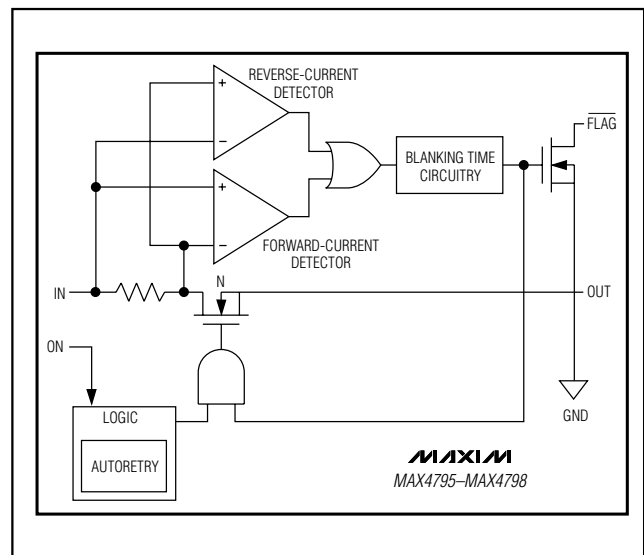 REVERSE-CURRENT
DETECTOR
+
−
FLAG
BLANKING TIME
CIRCUITRY
+
−
FORWARD-CURRENT
DETECTOR
IN
N
OUT
ON
LOGIC
AUTORETRY
GND
MAXIM
MAX4795–MAX4798